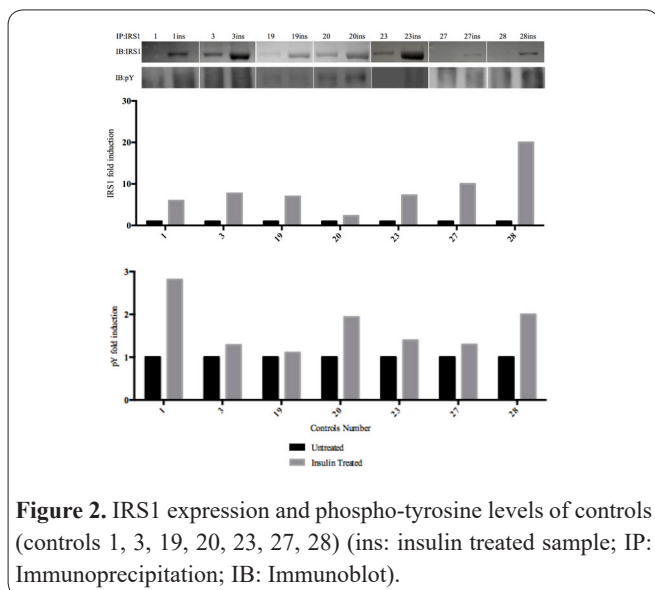 IP:IRS1 1 1ins 3 3ins 19 19ins 20 20ins 23 23ins 27 27ins 28 28ins
IB:IRS1
IB:pY
30
20
10
0
IRS1 fold induction
1 3 19 20 23 27 28
3
2
1
0
pY fold induction
1 3 19 20 23 27 28
Controls Number
Untreated
Insulin Treated
Figure 2. IRS1 expression and phospho-tyrosine levels of controls
(controls 1, 3, 19, 20, 23, 27, 28) (ins: insulin treated sample; IP:
Immunoprecipitation; IB: Immunoblot).